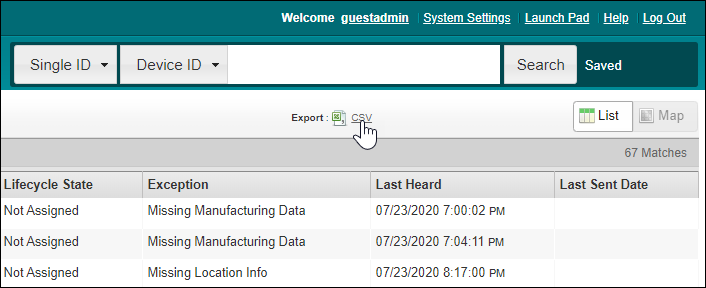 Welcome guestadmin System Settings Launch Pad Help Log Out
Single ID Device ID Search Saved
Export : CSV List Map
67 Matches
Lifecycle State Exception Last Heard Last Sent Date
Not Assigned Missing Manufacturing Data 07/23/2020 7:00:02 PM
Not Assigned Missing Manufacturing Data 07/23/2020 7:04:11 PM
Not Assigned Missing Location Info 07/23/2020 8:17:00 PM